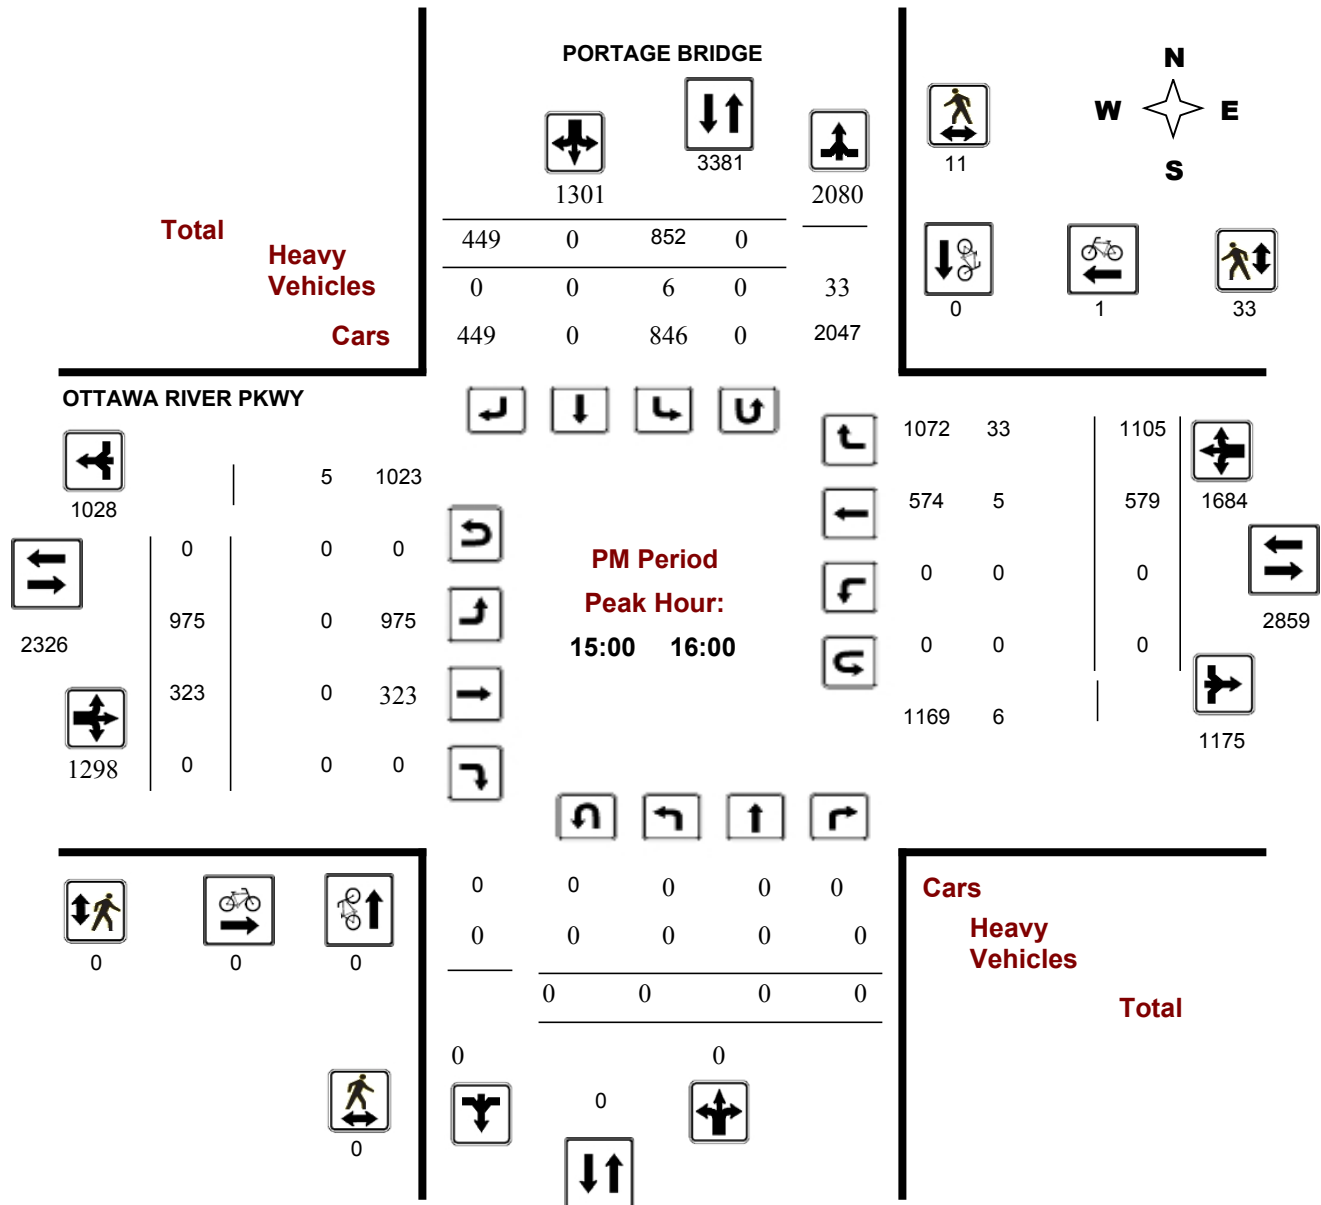 PORTAGE BRIDGE
N
W E
S
3381
11
1301
2080
Total
449 0 852 0
Heavy
Vehicles
0 0 6 0 33
0 1 33
Cars
449 0 846 0 2047
OTTAWA RIVER PKWY
1072 33 1105
5 1023
1028
574 5 579 1684
0 0 0
PM Period
0 0 0
975 0 975
Peak Hour:
2859
2326
15:00 16:00
0 0 0
323 0 323
1169 6
1175
1298 0 0 0
0 0 0 0 0
Cars
0 0 0 0 0
Heavy
Vehicles
0 0 0
0 0 0 0
Total
0 0
0
0